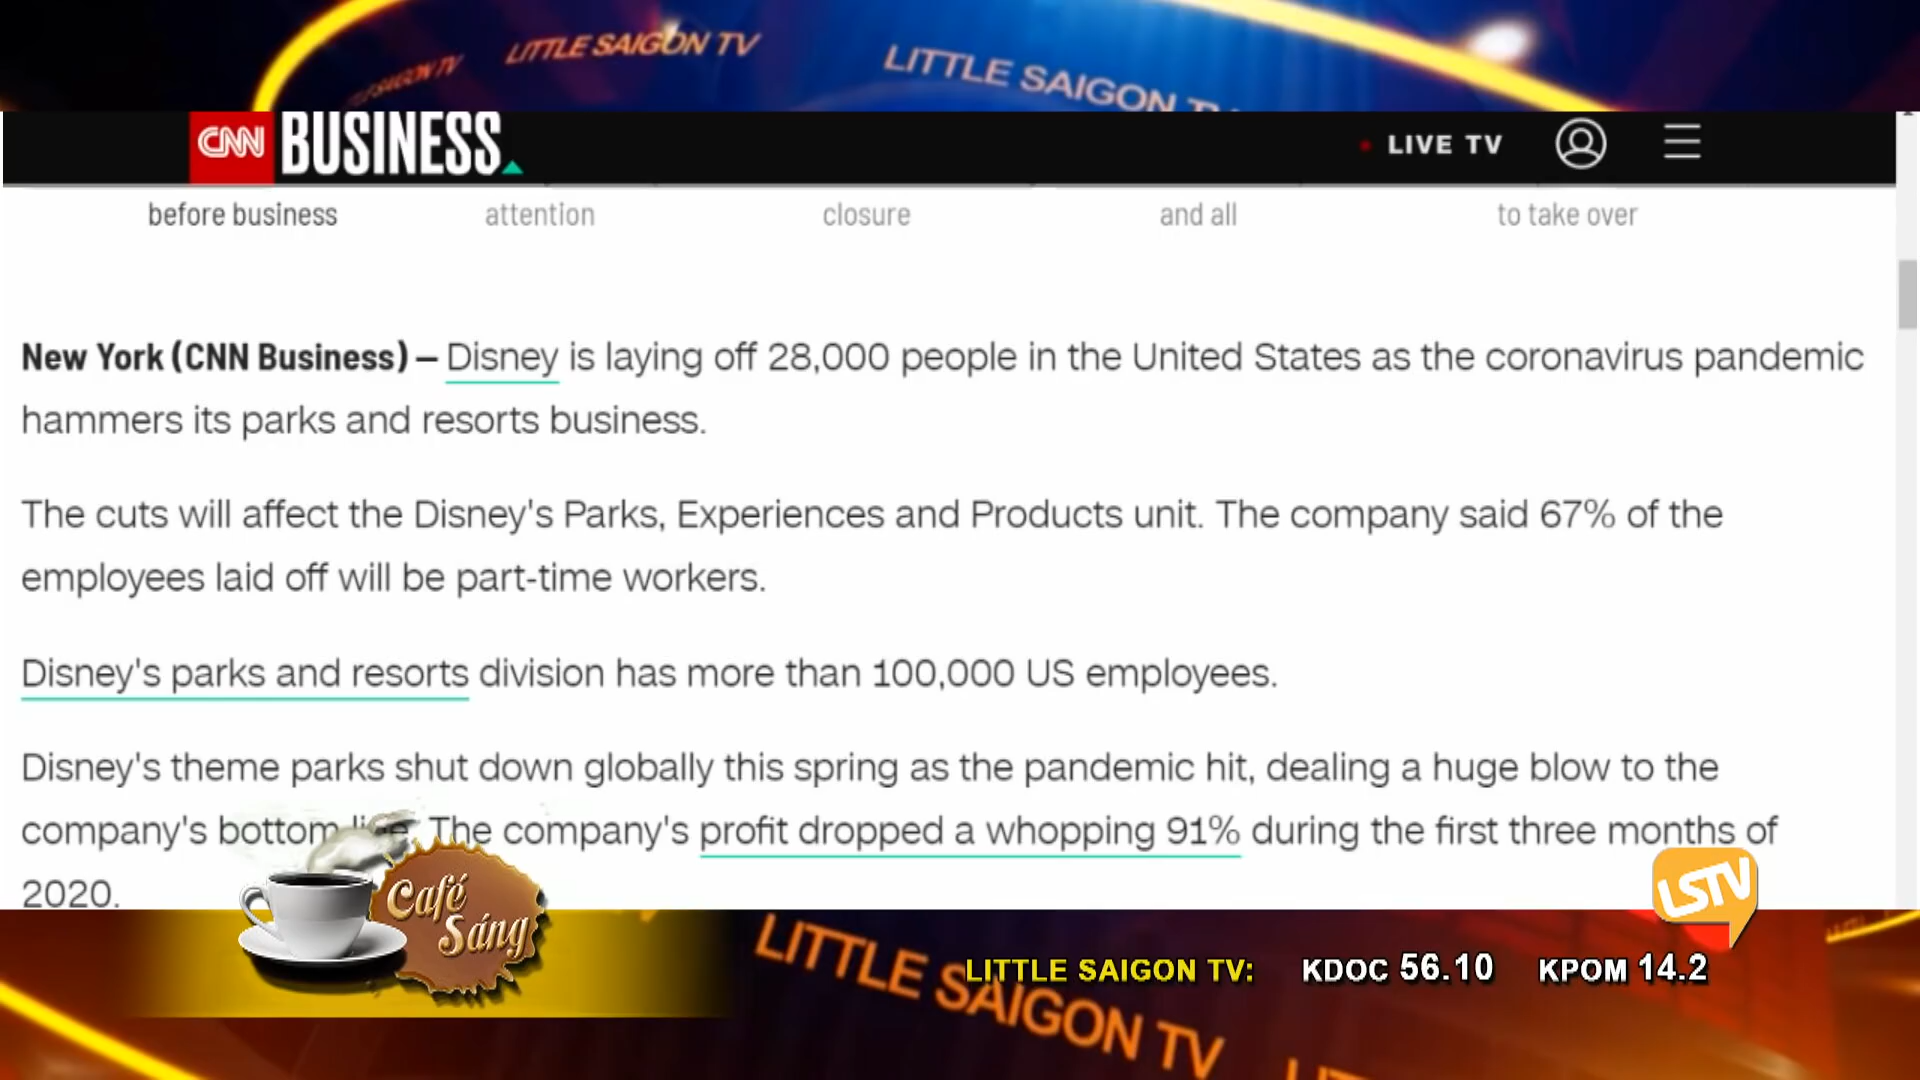 SAIGON TV
LITTLE SAIGON TV
LITTLE SAIGON TV
CNN BUSINESS
LIVE TV
before business
attention
closure
and all
to take over
New York (CNN Business) — Disney is laying off 28,000 people in the United States as the coronavirus pandemic
hammers its parks and resorts business.
The cuts will affect the Disney's Parks, Experiences and Products unit. The company said 67% of the
employees laid off will be part-time workers.
Disney's parks and resorts division has more than 100,000 US employees.
Disney's theme parks shut down globally this spring as the pandemic hit, dealing a huge blow to the
company's bottom line. The company's profit dropped a whopping 91% during the first three months of
2020.
Café
Sáng
LSTV
LITTLE SAIGON TV: KDOC 56.10 KPOM 14.2
LITTLE SAIGON TV